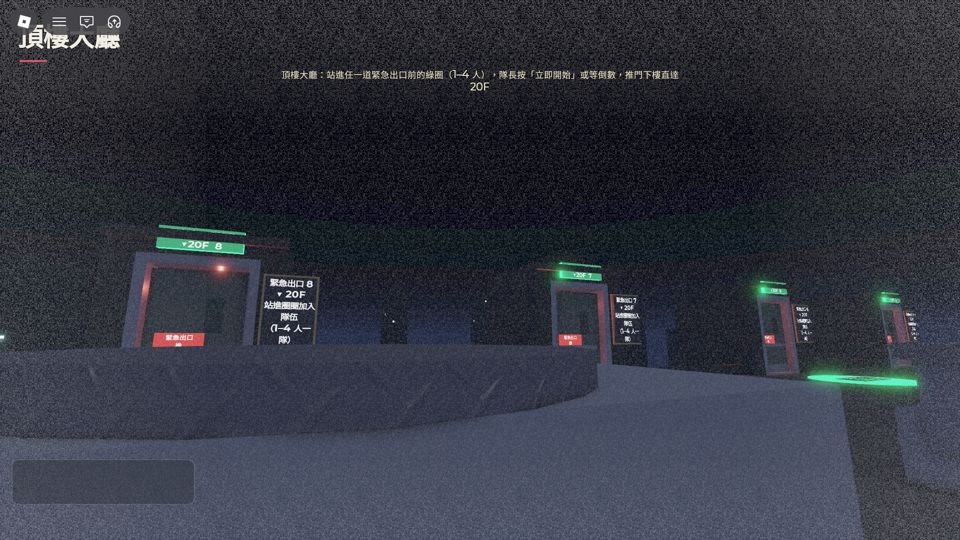 頂樓大廳
頂樓大廳：站進任一道緊急出口前的綠圈（1–4 人），隊長按「立即開始」或等倒數，推門下樓直達
20F
▼20F 8
緊急出口 8
▼ 20F
站進圈圈加入
隊伍
（1–4 人一
隊）
緊急出口
▼20F 7
緊急出口 7
▼ 20F
站進圈圈加入
隊伍
（1–4 人一
隊）
緊急出口